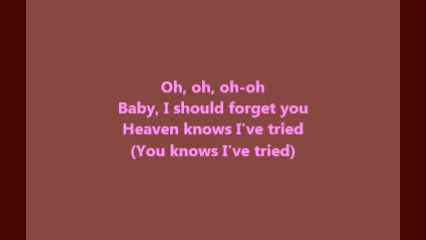 Oh, oh, oh-oh
Baby, I should forget you
Heaven knows I've tried
(You knows I've tried)